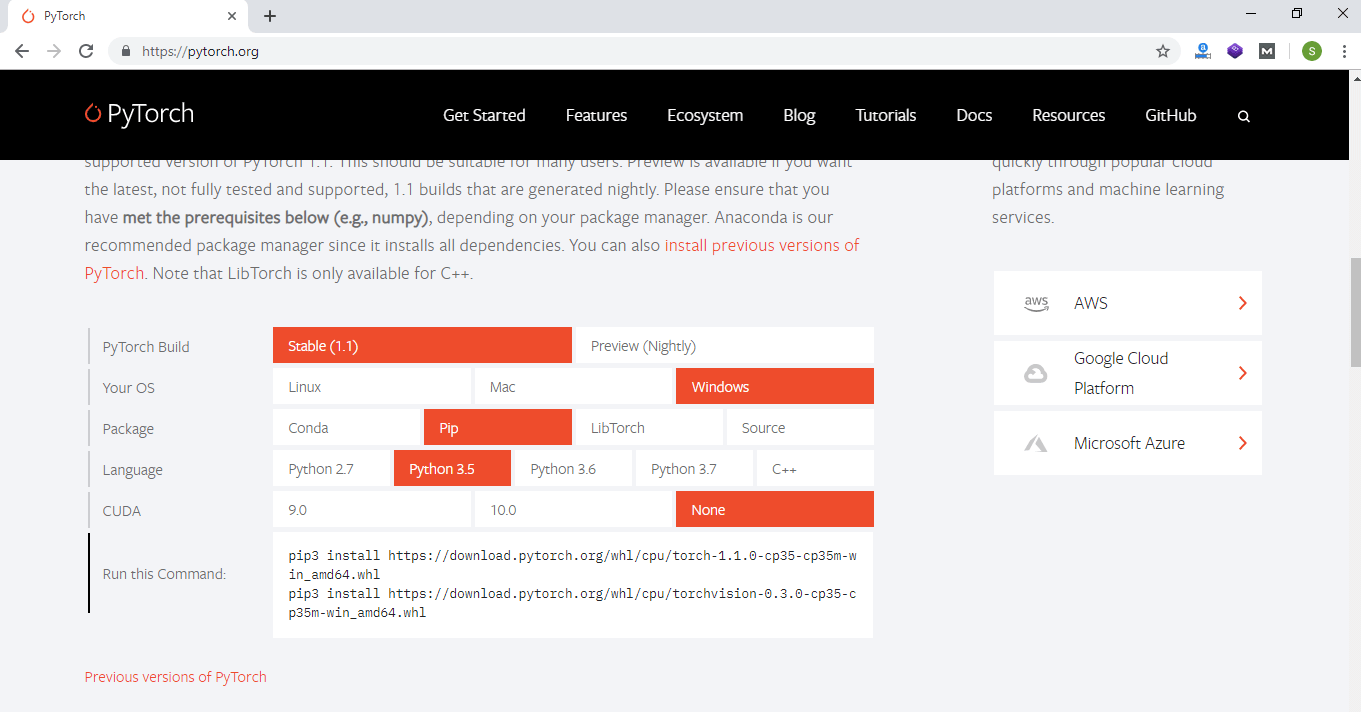 PyTorch
https://pytorch.org
S
PyTorch
Get Started
Features
Ecosystem
Blog
Tutorials
Docs
Resources
GitHub
supported version of PyTorch 1.1. This should be suitable for many users. Preview is available if you want
the latest, not fully tested and supported, 1.1 builds that are generated nightly. Please ensure that you
have met the prerequisites below (e.g., numpy), depending on your package manager. Anaconda is our
recommended package manager since it installs all dependencies. You can also install previous versions of
PyTorch. Note that LibTorch is only available for C++.
quickly through popular cloud
platforms and machine learning
services.
PyTorch Build
Stable (1.1)
Preview (Nightly)
Your OS
Linux
Mac
Windows
Package
Conda
Pip
LibTorch
Source
Language
Python 2.7
Python 3.5
Python 3.6
Python 3.7
C++
CUDA
9.0
10.0
None
Run this Command:
pip3 install https://download.pytorch.org/whl/cpu/torch-1.1.0-cp35-cp35m-w
in_amd64.whl
pip3 install https://download.pytorch.org/whl/cpu/torchvision-0.3.0-cp35-c
p35m-win_amd64.whl
aws
AWS
Google Cloud
Platform
Microsoft Azure
Previous versions of PyTorch